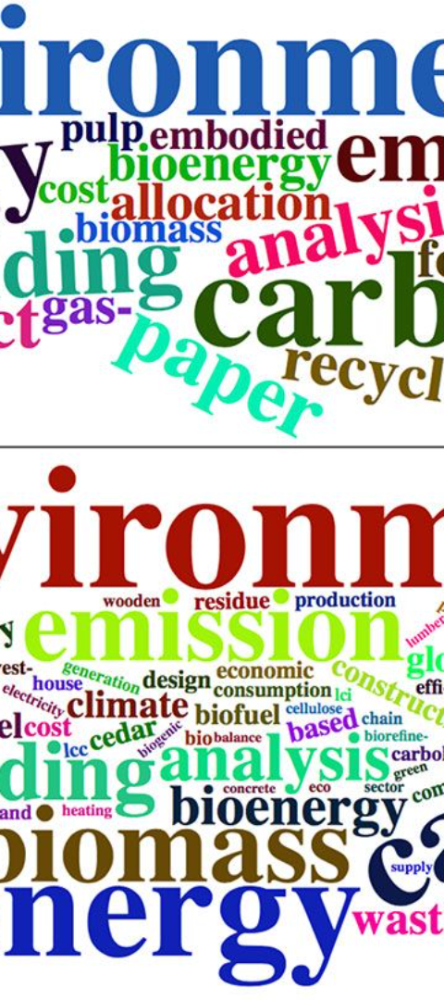 ironme
pulp embodied
y bioenergy em
cost allocation
biomass analysi
ding fo
ct gas- carb
paper recycl
vironm
wooden residue production
y emission lumber
vest- generation design economic construct glo
house consumption lci effi
electricity climate biofuel cellulose
el cost cedar biogenic based chain
lcc bio balance biorefine-
ding analysis carbo
green
concrete eco sector com
and heating bioenergy
biomass ca
supply
nergy wast